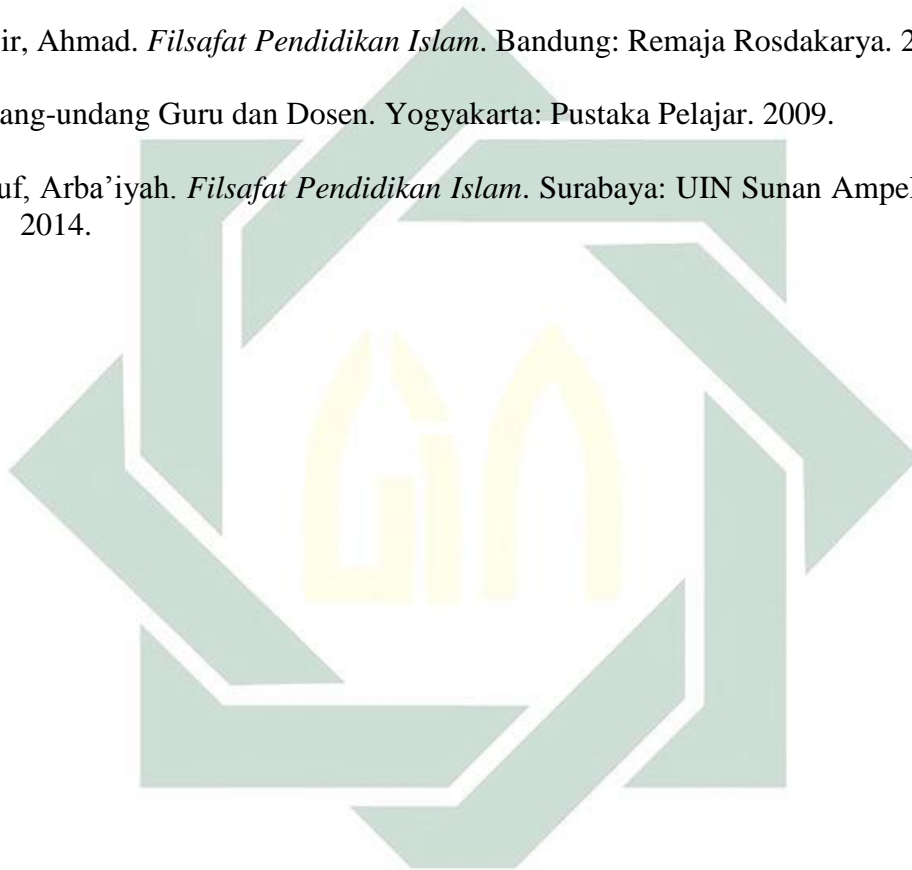 ir, Ahmad. Filsafat Pendidikan Islam. Bandung: Remaja Rosdakarya. 2
ang-undang Guru dan Dosen. Yogyakarta: Pustaka Pelajar. 2009.
uf, Arba’iyah. Filsafat Pendidikan Islam. Surabaya: UIN Sunan Ampel
2014.